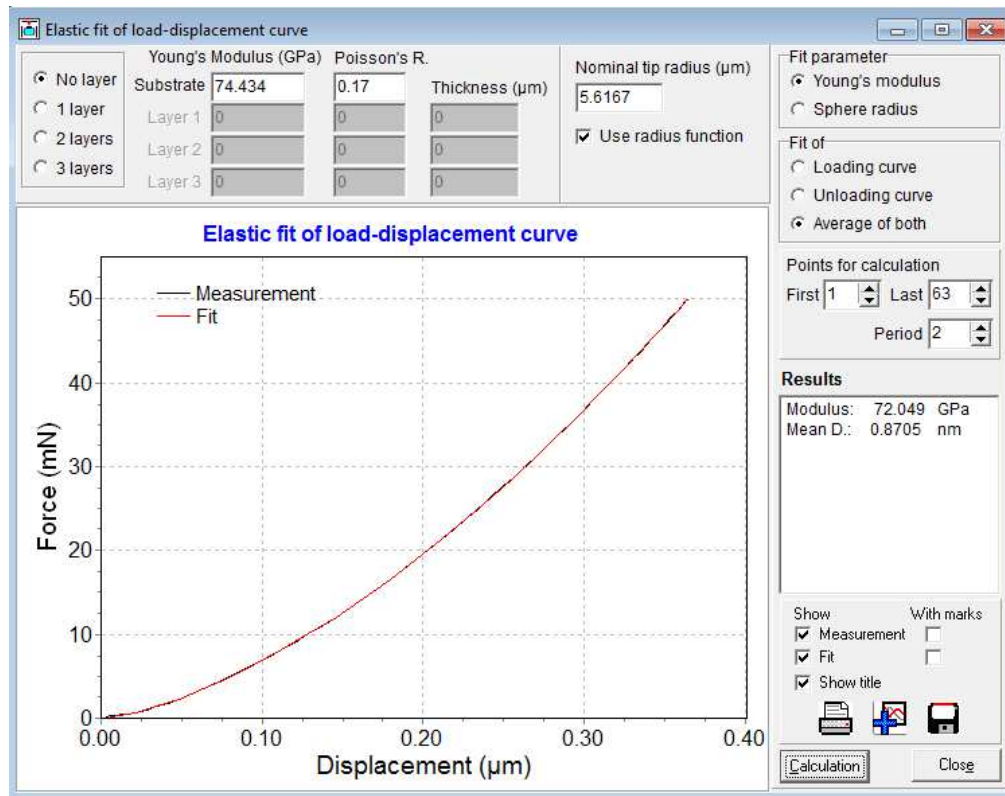 Elastic fit of load-displacement curve
No layer
1 layer
2 layers
3 layers
Young's Modulus (GPa) Poisson's R.
Substrate 74.434 0.17 Thickness (µm)
Layer 1 0 0 0
Layer 2 0 0 0
Layer 3 0 0 0
Nominal tip radius (µm)
5.6167
Use radius function
Fit parameter
Young's modulus
Sphere radius
Fit of
Loading curve
Unloading curve
Average of both
Points for calculation
First 1 Last 63
Period 2
Results
Modulus: 72.049 GPa
Mean D.: 0.8705 nm
Show With marks
Measurement
Fit
Show title
Calculation Close
Elastic fit of load-displacement curve
Measurement
Fit
Force (mN)
50
40
30
20
10
0
0.00 0.10 0.20 0.30 0.40
Displacement (µm)